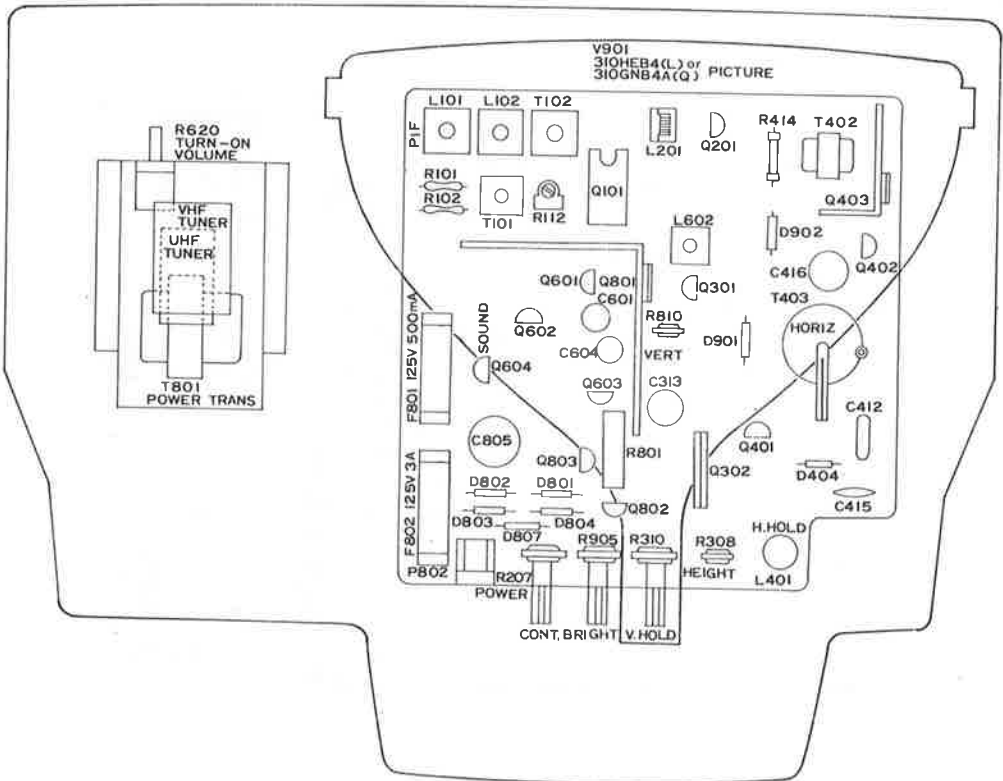 V901
310HEB4(L) or
310GNB4A(Q) PICTURE
L101 L102 T102
PIF
R414 T402
L201 Q201
R620
TURN-ON
VOLUME
R101
R102
Q101
T101 R112
Q403
VHF
TUNER
UHF
TUNER
L602
D902
Q402
C416
Q601 Q801
C601
Q301
T403
R810
HORIZ
SOUND
Q602
VERT
D901
C604
Q604
F801 125V 500mA
T801
POWER TRANS
Q603
C313
C412
C805
R801
Q401
Q803
Q302
D404
D802 D801
F802 125V 3A
Q802
C415
D803 D804
D807
H.HOLD
R905 R310 R308
P802
R207
HEIGHT
L401
POWER
CONT. BRIGHT V.HOLD